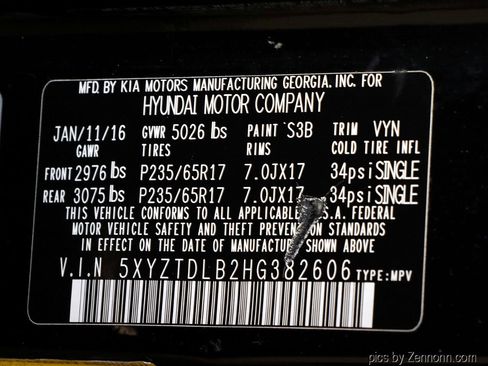 MFD. BY KIA MOTORS MANUFACTURING GEORGIA. INC. FOR
HYUNDAI MOTOR COMPANY
JAN/11/16 GVWR 5026 lbs PAINT S3B TRIM VYN
GAWR TIRES RIMS COLD TIRE INFL
FRONT 2976 lbs P235/65R17 7.0JX17 34psi SINGLE
REAR 3075 lbs P235/65R17 7.0JX17 34psi SINGLE
THIS VEHICLE CONFORMS TO ALL APPLICABLE .S.A. FEDERAL
MOTOR VEHICLE SAFETY THEFT PREVENTION STANDARDS
IN EFFECT ON THE DATE OF MANUFACTURE SHOWN ABOVE
V.I.N 5XYZTDLB2HG382606 TYPE:MPV
pics by Zennohn.com